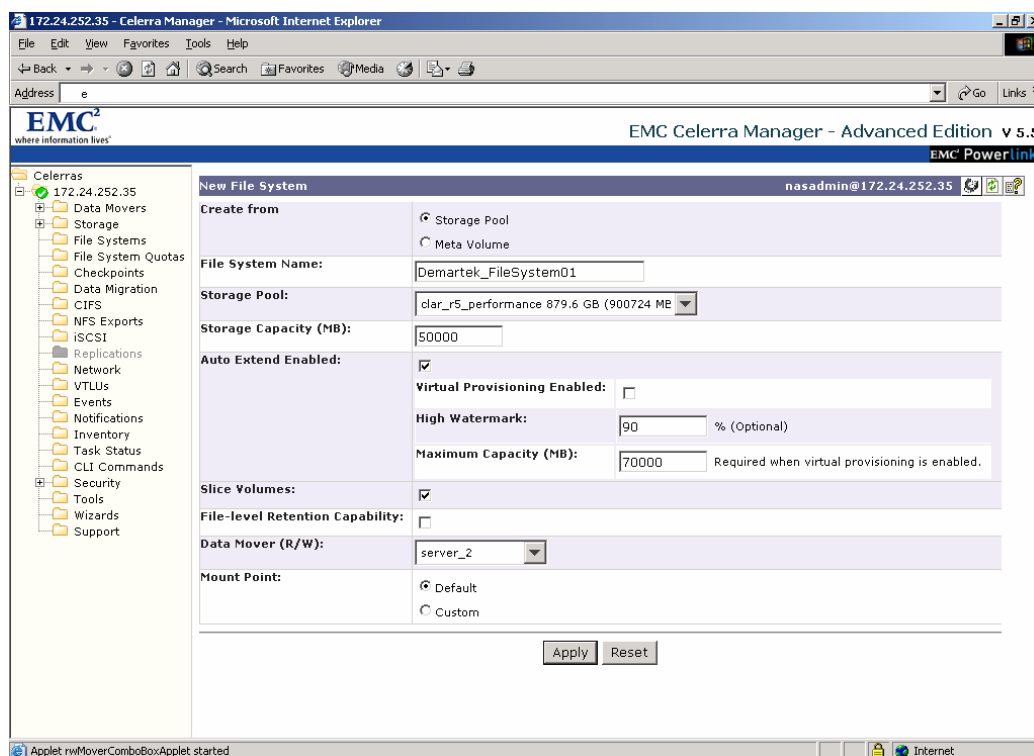 172.24.252.35 - Celerra Manager - Microsoft Internet Explorer
File Edit View Favorites Tools Help
Back Search Favorites Media
Address e Go Links
EMC²
where information lives®
EMC Celerra Manager - Advanced Edition v 5.5
EMC² Powerlink
Celerras
172.24.252.35
Data Movers
Storage
File Systems
File System Quotas
Checkpoints
Data Migration
CIFS
NFS Exports
iSCSI
Replications
Network
VTLUs
Events
Notifications
Inventory
Task Status
CLI Commands
Security
Tools
Wizards
Support
New File System nasadmin@172.24.252.35
Create from
Storage Pool
Meta Volume
File System Name: Demartek_FileSystem01
Storage Pool: clar_r5_performance 879.6 GB (900724 MB
Storage Capacity (MB): 50000
Auto Extend Enabled:
Virtual Provisioning Enabled:
High Watermark: 90 % (Optional)
Maximum Capacity (MB): 70000 Required when virtual provisioning is enabled.
Slice Volumes:
File-level Retention Capability:
Data Mover (R/W): server_2
Mount Point:
Default
Custom
Apply Reset
Applet rwMoverComboBoxApplet started Internet